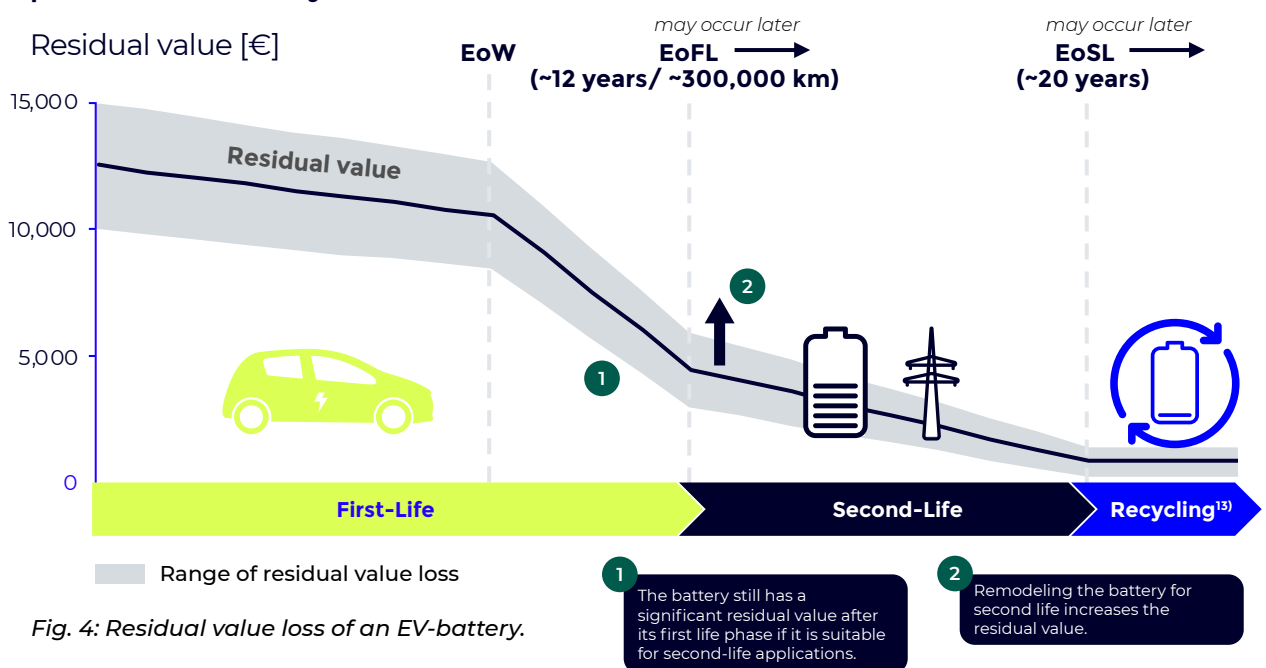 Residual value [€]
may occur later
may occur later
EoW
EoFL
EoSL
(~12 years/ ~300,000 km)
(~20 years)
15,000
Residual value
10,000
2
5,000
1
0
First-Life
Second-Life
Recycling¹³⁾
Range of residual value loss
1
The battery still has a
significant residual value after
its first life phase if it is suitable
for second-life applications.
2
Remodeling the battery for
second life increases the
residual value.
Fig. 4: Residual value loss of an EV-battery.